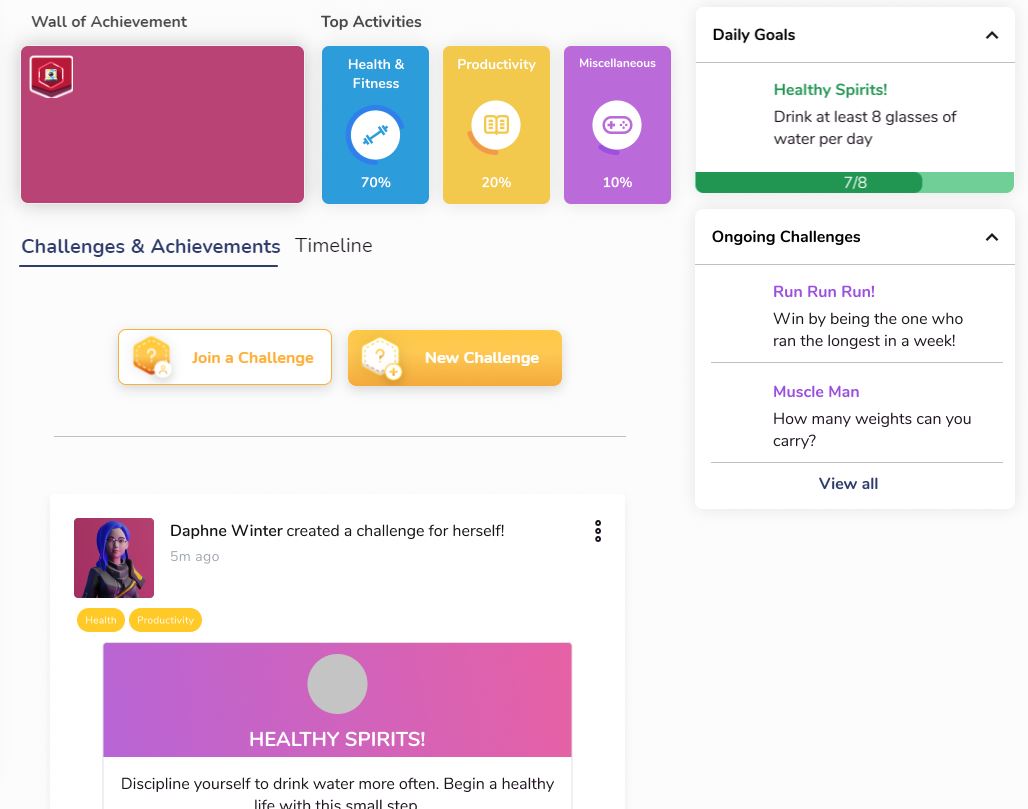 Wall of Achievement
Top Activities
Health &
Fitness
70%
Productivity
20%
Miscellaneous
10%
Challenges & Achievements
Timeline
?
Join a Challenge
?
New Challenge
Daphne Winter created a challenge for herself!
5m ago
Health
Productivity
HEALTHY SPIRITS!
Discipline yourself to drink water more often. Begin a healthy
life with this small step
Daily Goals
Healthy Spirits!
Drink at least 8 glasses of
water per day
7/8
Ongoing Challenges
Run Run Run!
Win by being the one who
ran the longest in a week!
Muscle Man
How many weights can you
carry?
View all